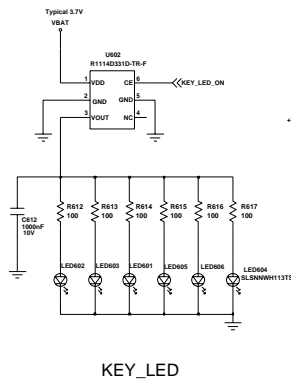 Typical 3.7V
VBAT
U602
R1114D331D-TR-F
1 VDD CE 6 KEY_LED_ON
2 GND GND 5
3 VOUT NC 4
R612 R613 R614 R615 R616 R617
100 100 100 100 100 100
C612
1000nF
10V
LED602 LED603 LED601 LED605 LED606 LED604
SLSNNWH113TS
KEY_LED